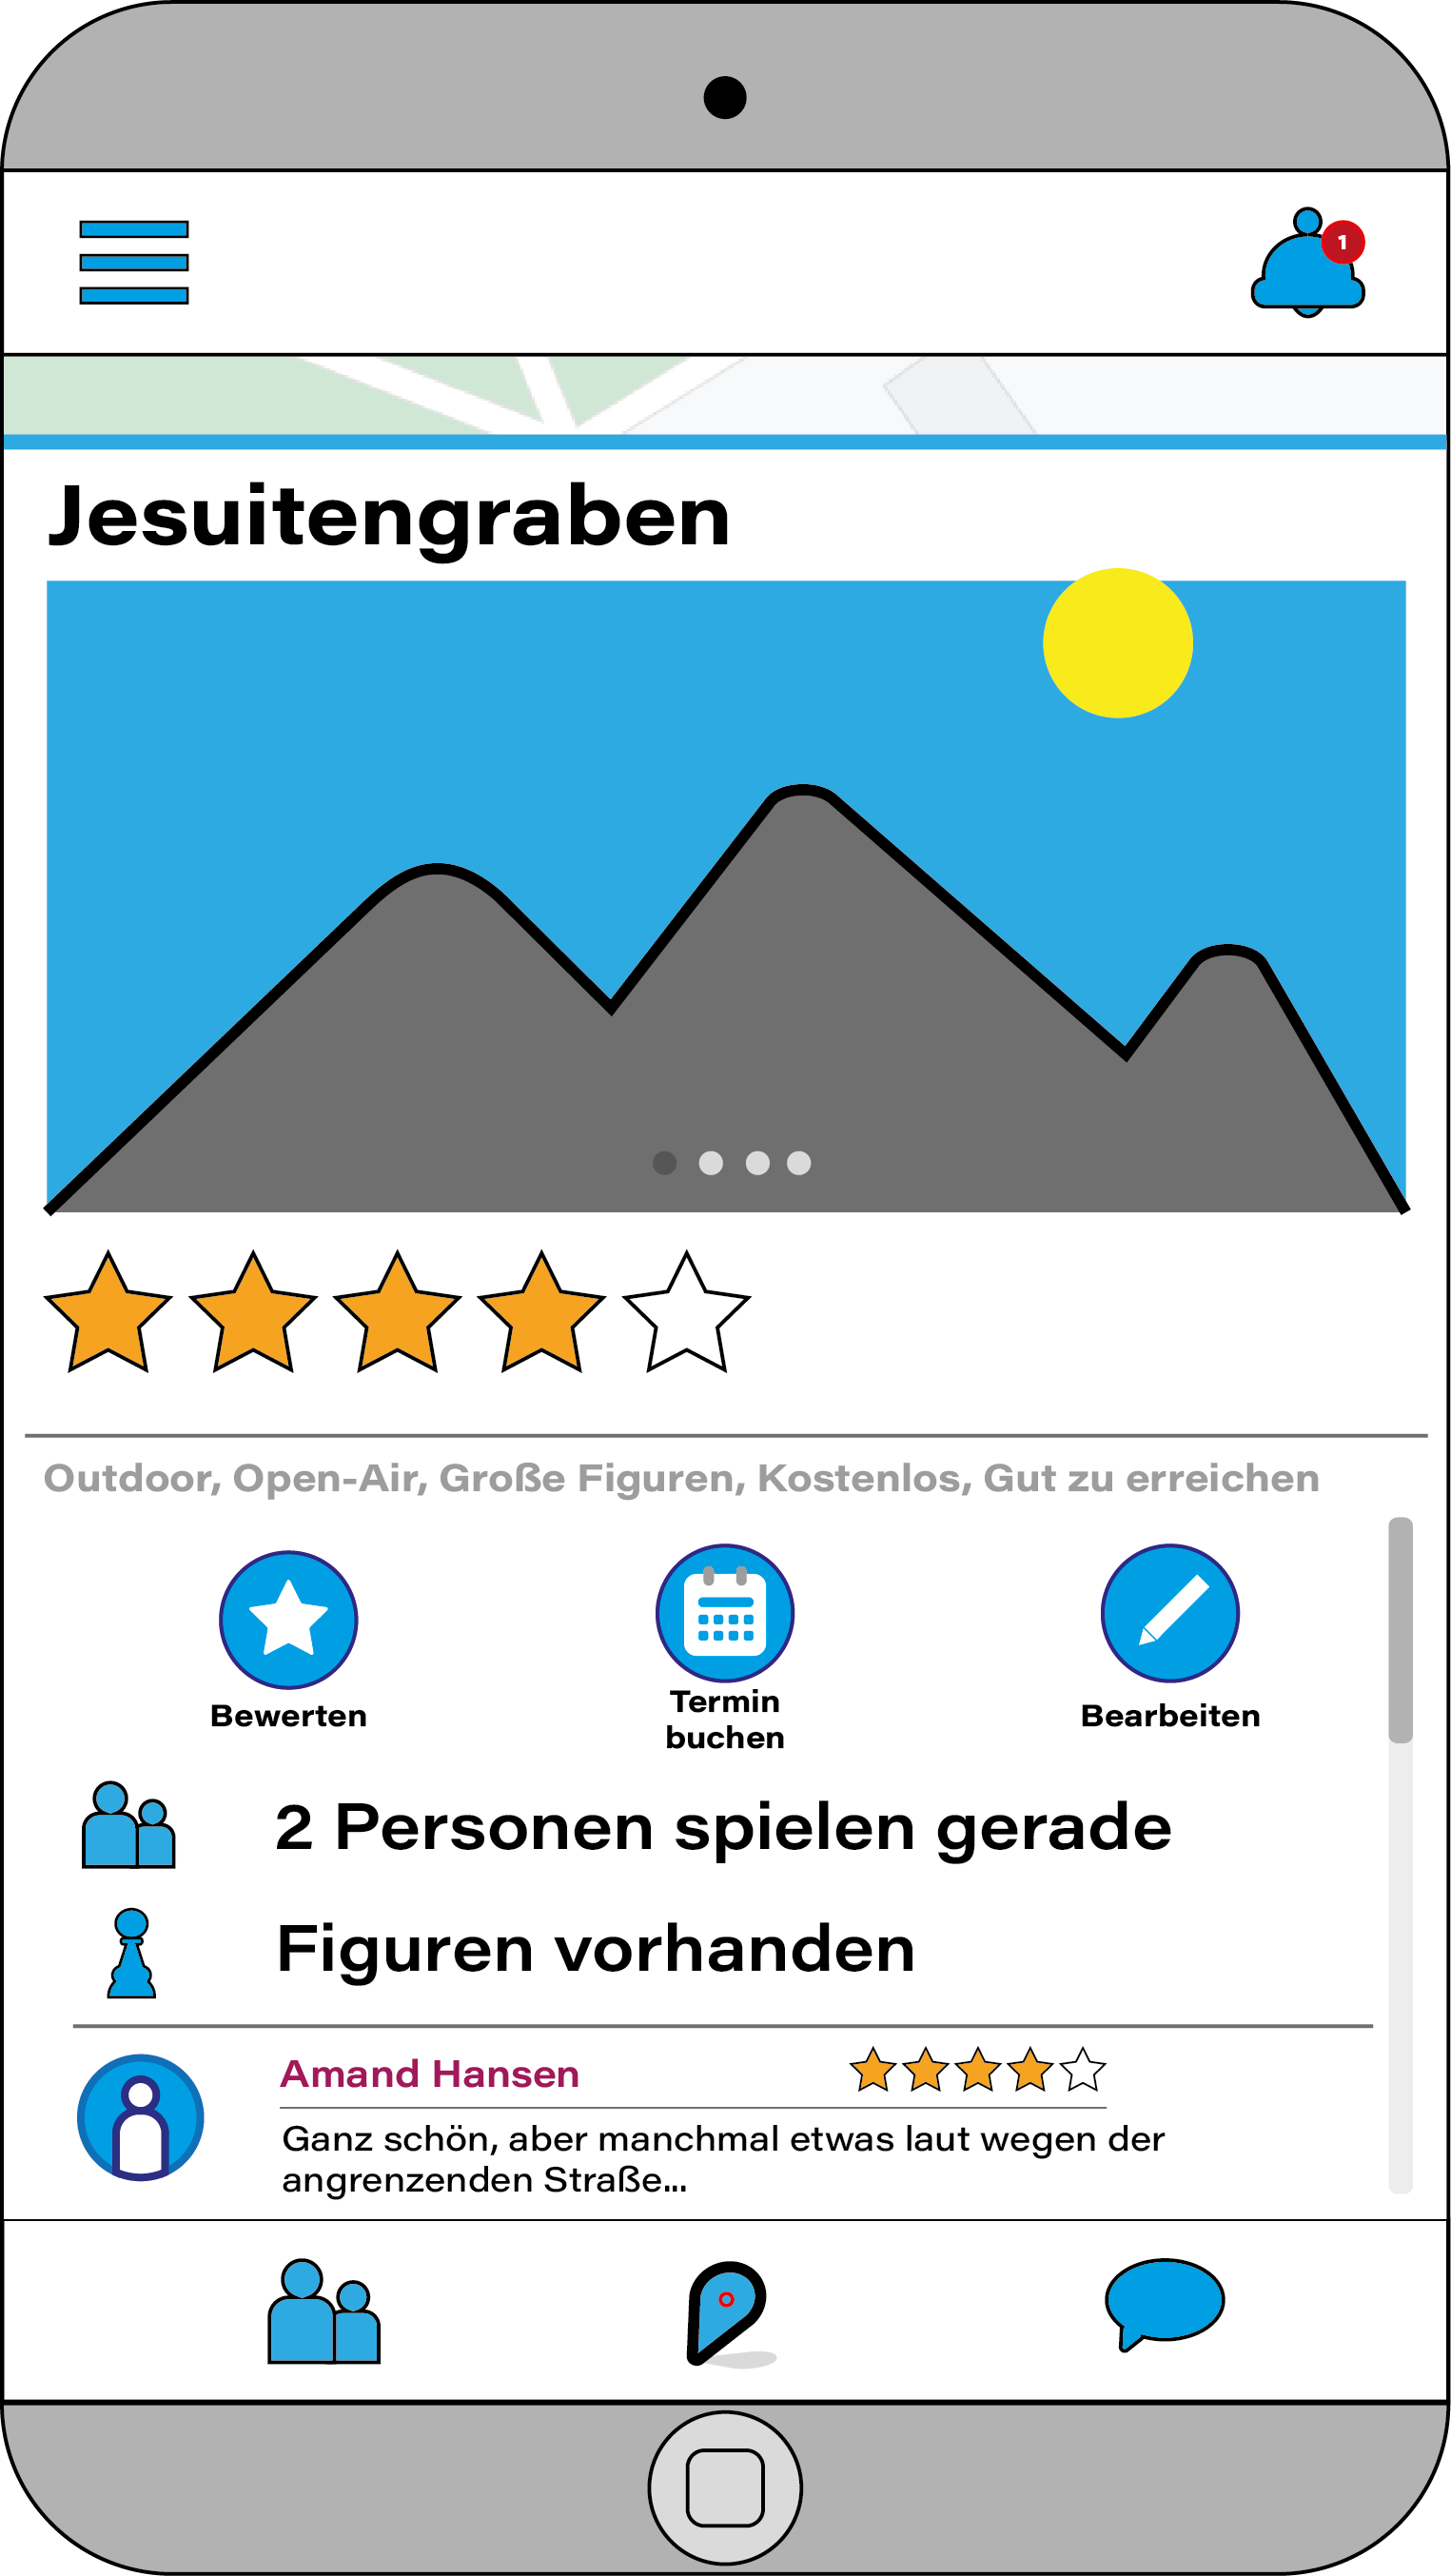 1
Jesuitengraben
Outdoor, Open-Air, Große Figuren, Kostenlos, Gut zu erreichen
Bewerten
Termin
buchen
Bearbeiten
2 Personen spielen gerade
Figuren vorhanden
Amand Hansen
Ganz schön, aber manchmal etwas laut wegen der
angrenzenden Straße...